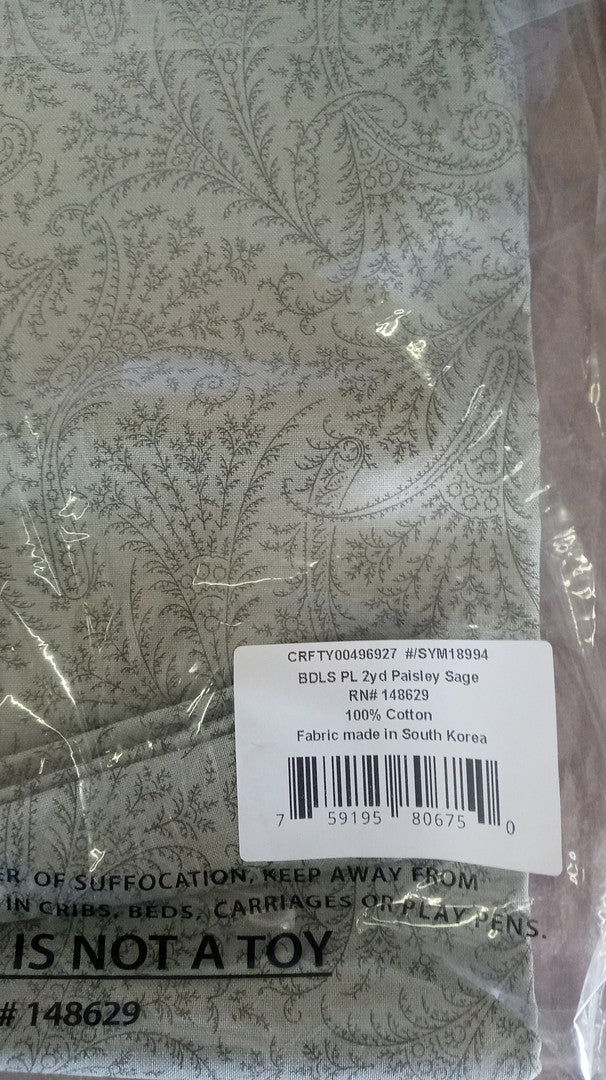 CRFTY00496927 #/SYM18994
BDLS PL 2yd Paisley Sage
RN# 148629
100% Cotton
Fabric made in South Korea
7 59195 80675 0
ER OF SUFFOCATION, KEEP AWAY FROM
IN CRIBS, BEDS, CARRIAGES OR PLAY PENS.
IS NOT A TOY
# 148629